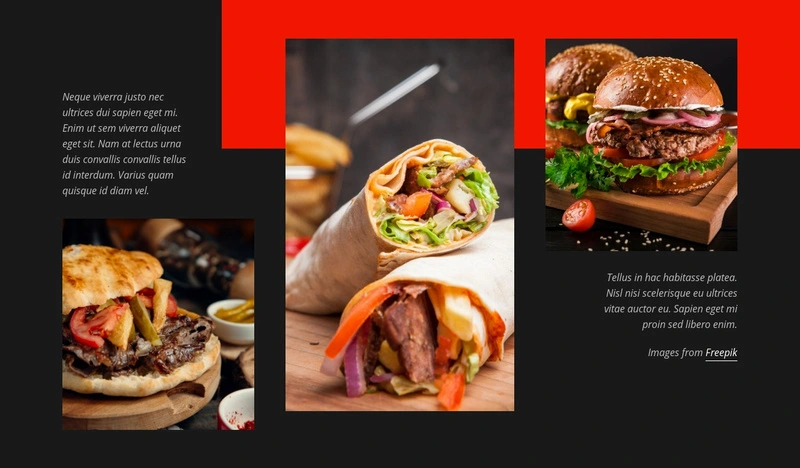 Neque viverra justo nec
ultrices dui sapien eget mi.
Enim ut sem viverra aliquet
eget sit. Nam at lectus urna
duis convallis convallis tellus
id interdum. Varius quam
quisque id diam vel.
Tellus in hac habitasse platea.
Nisl nisi scelerisque eu ultrices
vitae auctor eu. Sapien eget mi
proin sed libero enim.
Images from Freepik